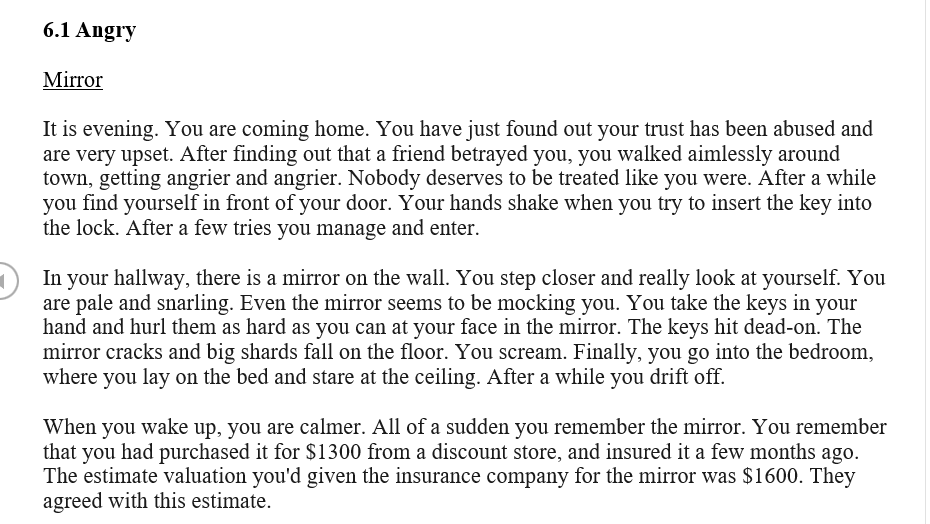 6.1 Angry
Mirror
It is evening. You are coming home. You have just found out your trust has been abused and
are very upset. After finding out that a friend betrayed you, you walked aimlessly around
town, getting angrier and angrier. Nobody deserves to be treated like you were. After a while
you find yourself in front of your door. Your hands shake when you try to insert the key into
the lock. After a few tries you manage and enter.
In your hallway, there is a mirror on the wall. You step closer and really look at yourself. You
are pale and snarling. Even the mirror seems to be mocking you. You take the keys in your
hand and hurl them as hard as you can at your face in the mirror. The keys hit dead-on. The
mirror cracks and big shards fall on the floor. You scream. Finally, you go into the bedroom,
where you lay on the bed and stare at the ceiling. After a while you drift off.
When you wake up, you are calmer. All of a sudden you remember the mirror. You remember
that you had purchased it for $1300 from a discount store, and insured it a few months ago.
The estimate valuation you'd given the insurance company for the mirror was $1600. They
agreed with this estimate.